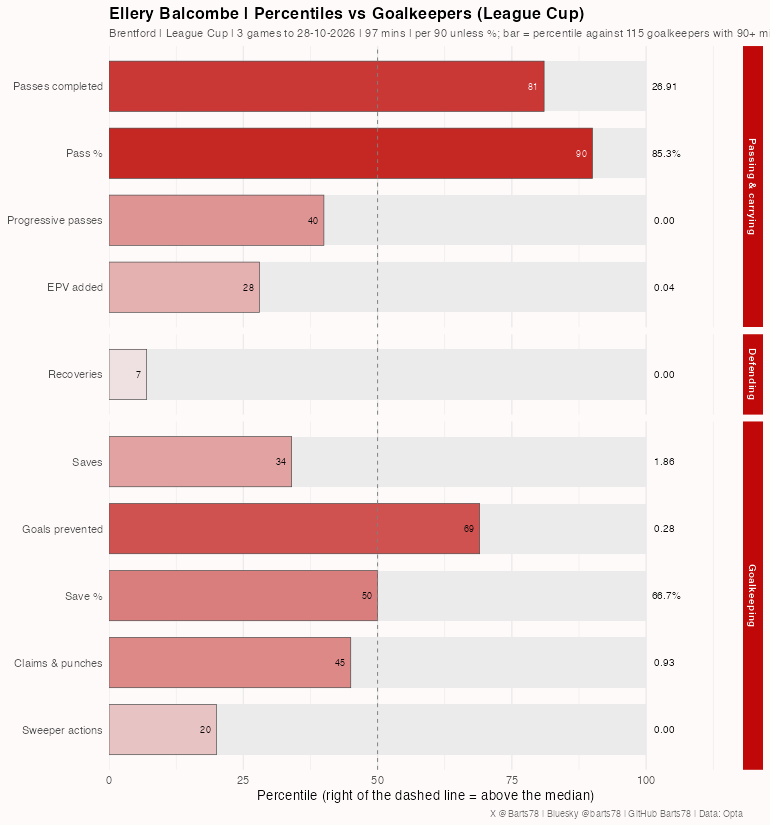 Ellery Balcombe | Percentiles vs Goalkeepers (League Cup)
Brentford | League Cup | 3 games to 28-10-2026 | 97 mins | per 90 unless %; bar = percentile against 115 goalkeepers with 90+
Passes completed 81 26.91
Pass % 90 85.3%
Progressive passes 40 0.00
EPV added 28 0.04
Passing & carrying
Recoveries 7 0.00
Defending
Saves 34 1.86
Goals prevented 69 0.28
Save % 50 66.7%
Claims & punches 45 0.93
Sweeper actions 20 0.00
Goalkeeping
0 25 50 75 100
Percentile (right of the dashed line = above the median)
X @Barts78 | Bluesky @barts78 | GitHub Barts78 | Data: Opta